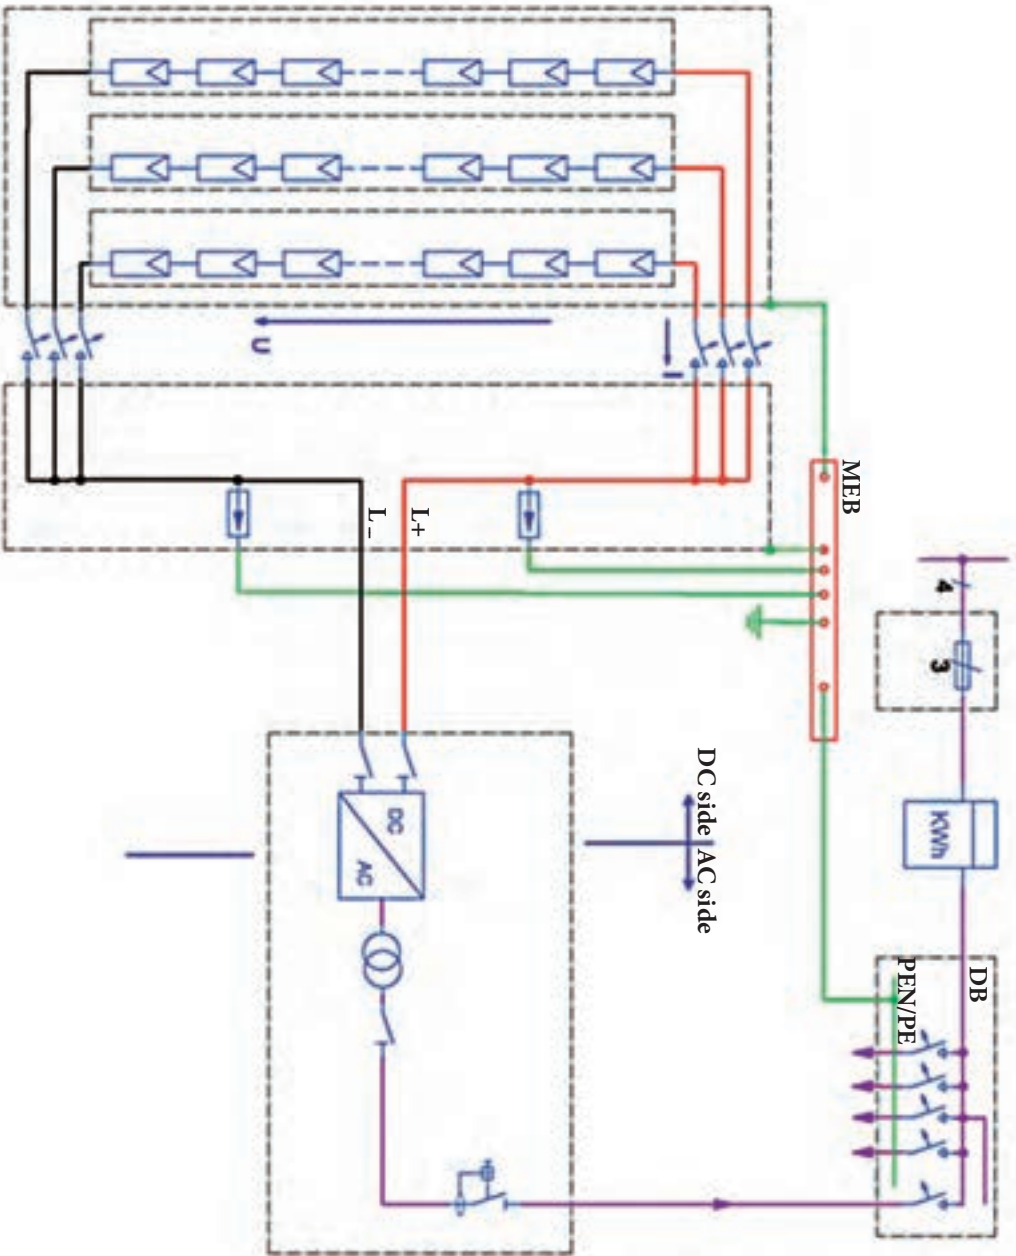 U
I
MEB
L+
L-
4
3
DC side | AC side
KWh
DC
AC
DB
PEN/PE